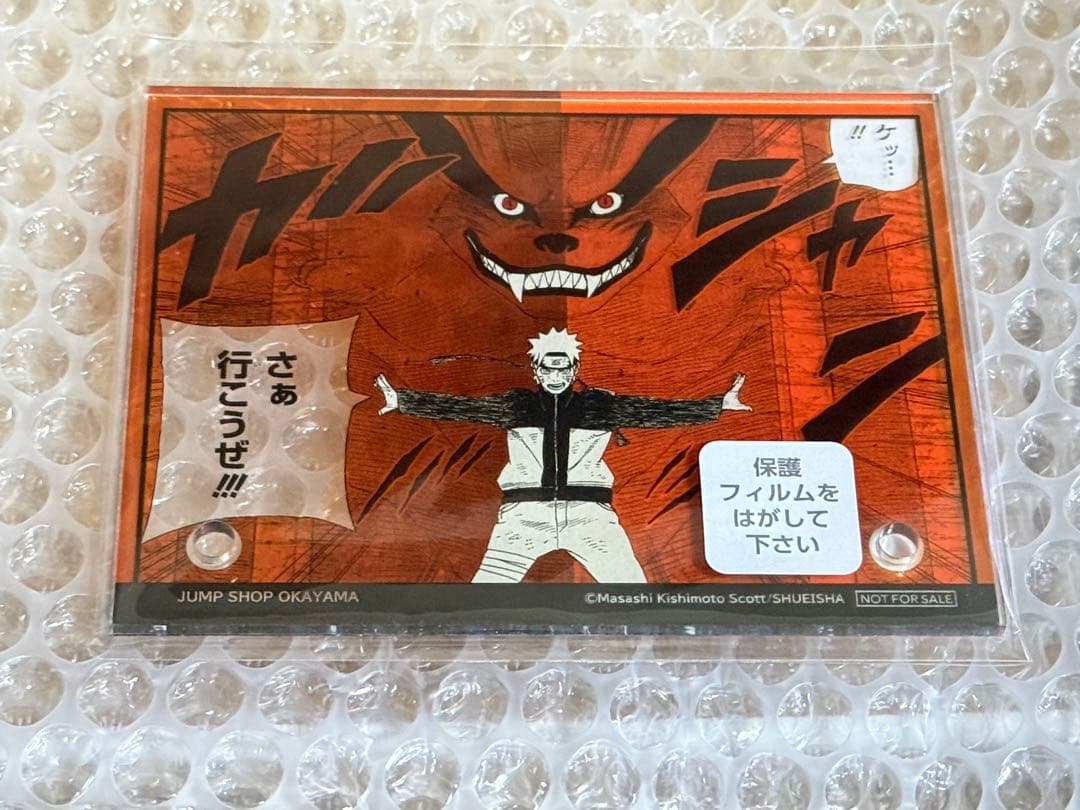 ケッ…
!!
ガシャン
さぁ
行こうぜ!!!
保護
フィルムを
はがして
下さい
JUMP SHOP OKAYAMA
©Masashi Kishimoto Scott/SHUEISHA
NOT FOR SALE